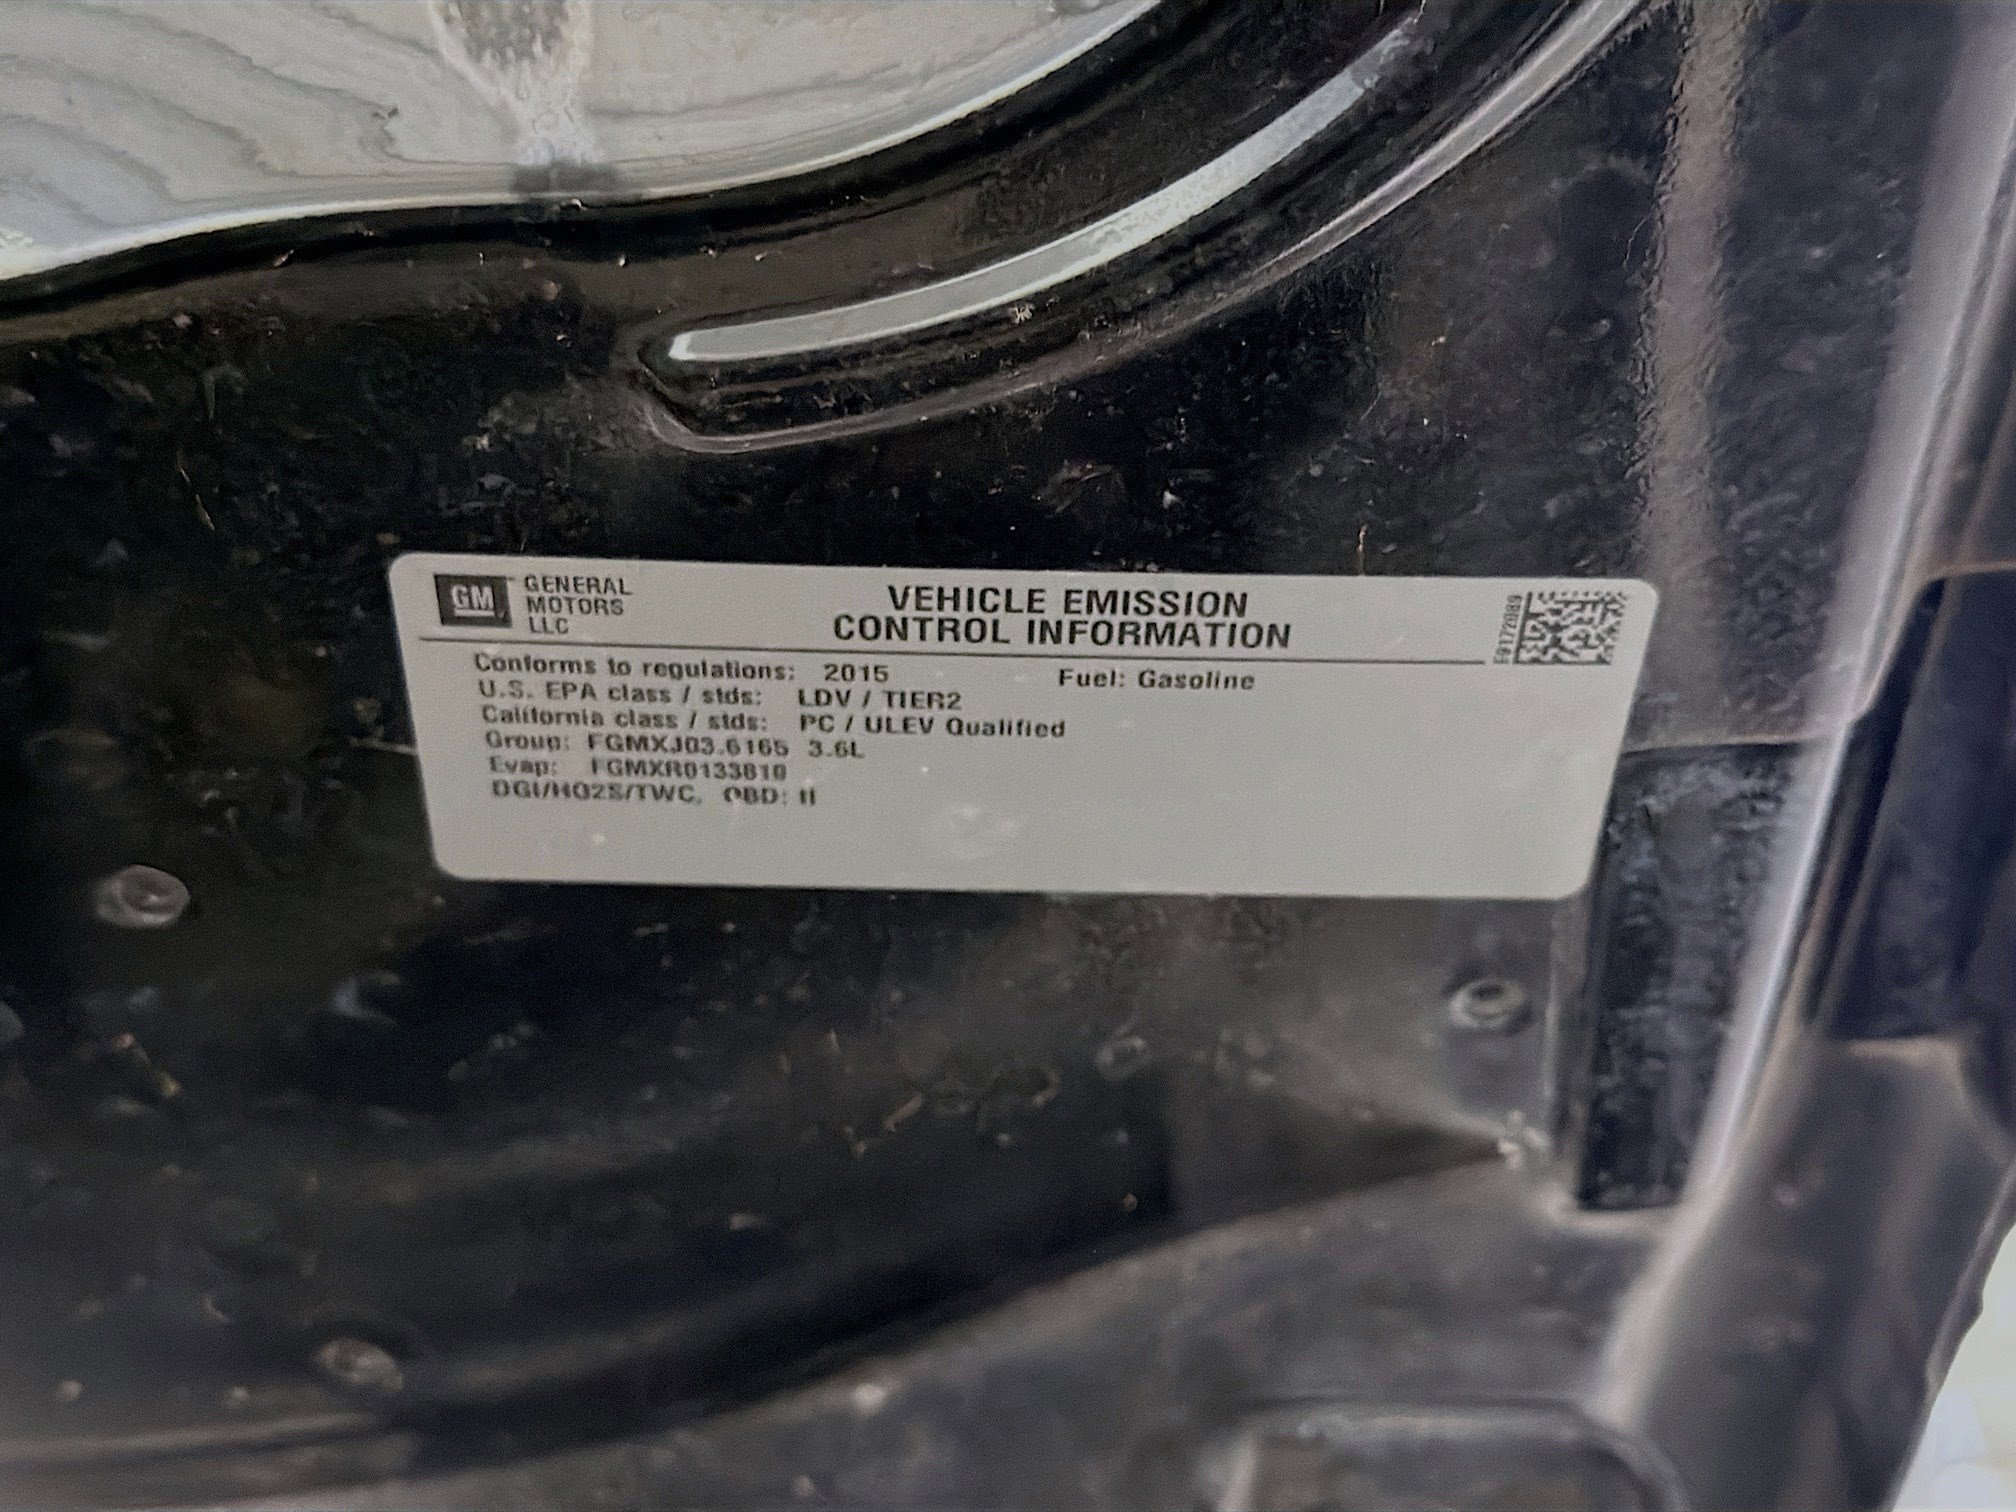 GM GENERAL MOTORS LLC
VEHICLE EMISSION
CONTROL INFORMATION
Conforms to regulations: 2015 Fuel: Gasoline
U.S. EPA class / stds: LDV / TIER2
California class / stds: PC / ULEV Qualified
Group: FGMXJ03.6165 3.6L
Evap: FGMXR0133810
DGI/HO2S/TWC, OBD: II